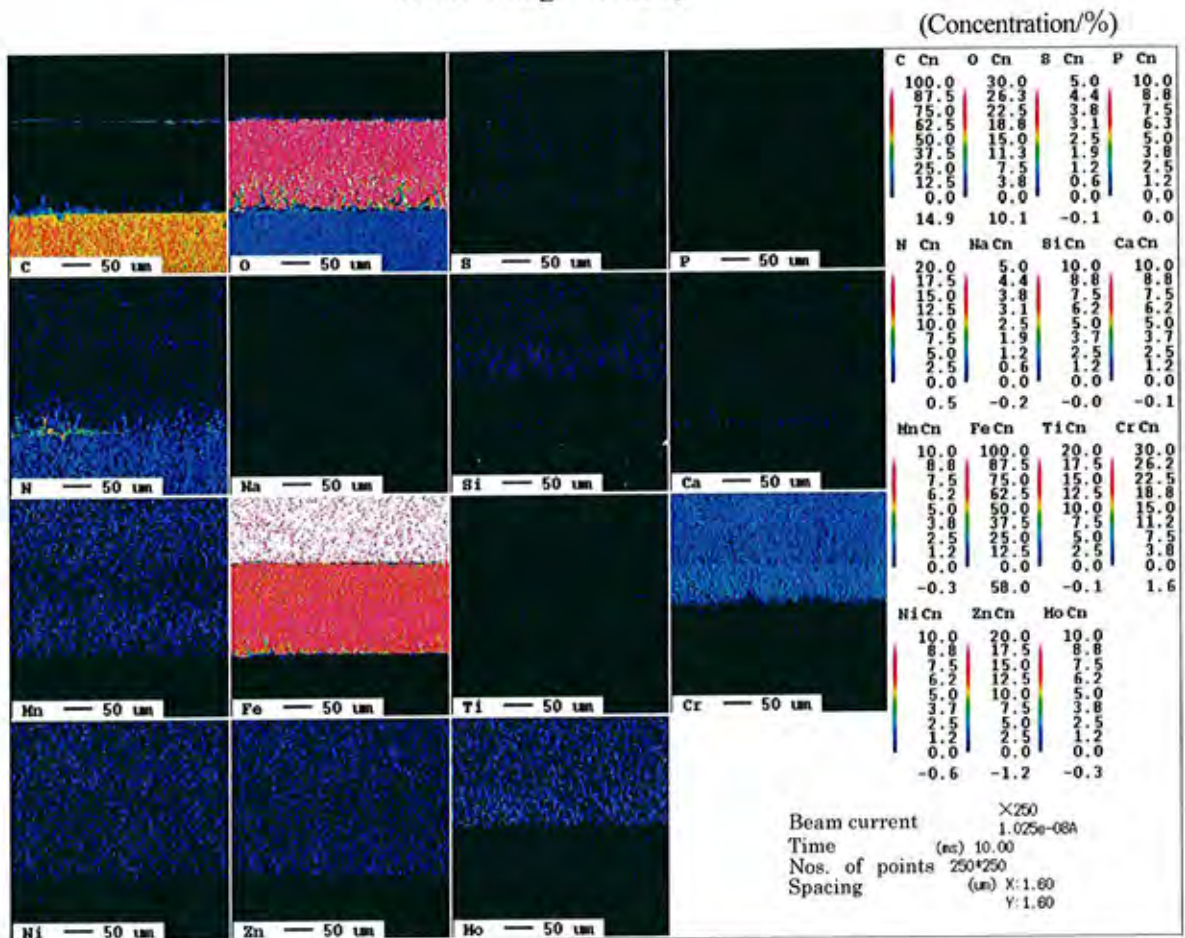 (Concentration/%)
C Cn O Cn S Cn P Cn
100.0 30.0 5.0 10.0
87.5 26.3 4.4 8.8
75.0 22.5 3.8 7.5
62.5 18.8 3.1 6.3
50.0 15.0 2.5 5.0
37.5 11.3 1.9 3.8
25.0 7.5 1.2 2.5
12.5 3.8 0.6 1.2
0.0 0.0 0.0 0.0
14.9 10.1 -0.1 0.0
C 50 um O 50 um S 50 um P 50 um
N Cn Na Cn Si Cn Ca Cn
20.0 5.0 10.0 10.0
17.5 4.4 8.8 8.8
15.0 3.8 7.5 7.5
12.5 3.1 6.2 6.2
10.0 2.5 5.0 5.0
7.5 1.9 3.7 3.7
5.0 1.2 2.5 2.5
2.5 0.6 1.2 1.2
0.0 0.0 0.0 0.0
0.5 -0.2 -0.0 -0.1
N 50 um Na 50 um Si 50 um Ca 50 um
Mn Cn Fe Cn Ti Cn Cr Cn
10.0 100.0 20.0 30.0
8.8 87.5 17.5 26.2
7.5 75.0 15.0 22.5
6.2 62.5 12.5 18.8
5.0 50.0 10.0 15.0
3.8 37.5 7.5 11.2
2.5 25.0 5.0 7.5
1.2 12.5 2.5 3.8
0.0 0.0 0.0 0.0
-0.3 58.0 -0.1 1.6
Mn 50 um Fe 50 um Ti 50 um Cr 50 um
Ni Cn Zn Cn Mo Cn
10.0 20.0 10.0
8.8 17.5 8.8
7.5 15.0 7.5
6.2 12.5 6.2
5.0 10.0 5.0
3.7 7.5 3.8
2.5 5.0 2.5
1.2 2.5 1.2
0.0 0.0 0.0
-0.6 -1.2 -0.3
×250
Beam current 1.025e-08A
Time (ms) 10.00
Nos. of points 250*250
Spacing (um) X:1.60
Y:1.60
Ni 50 um Zn 50 um Mo 50 um